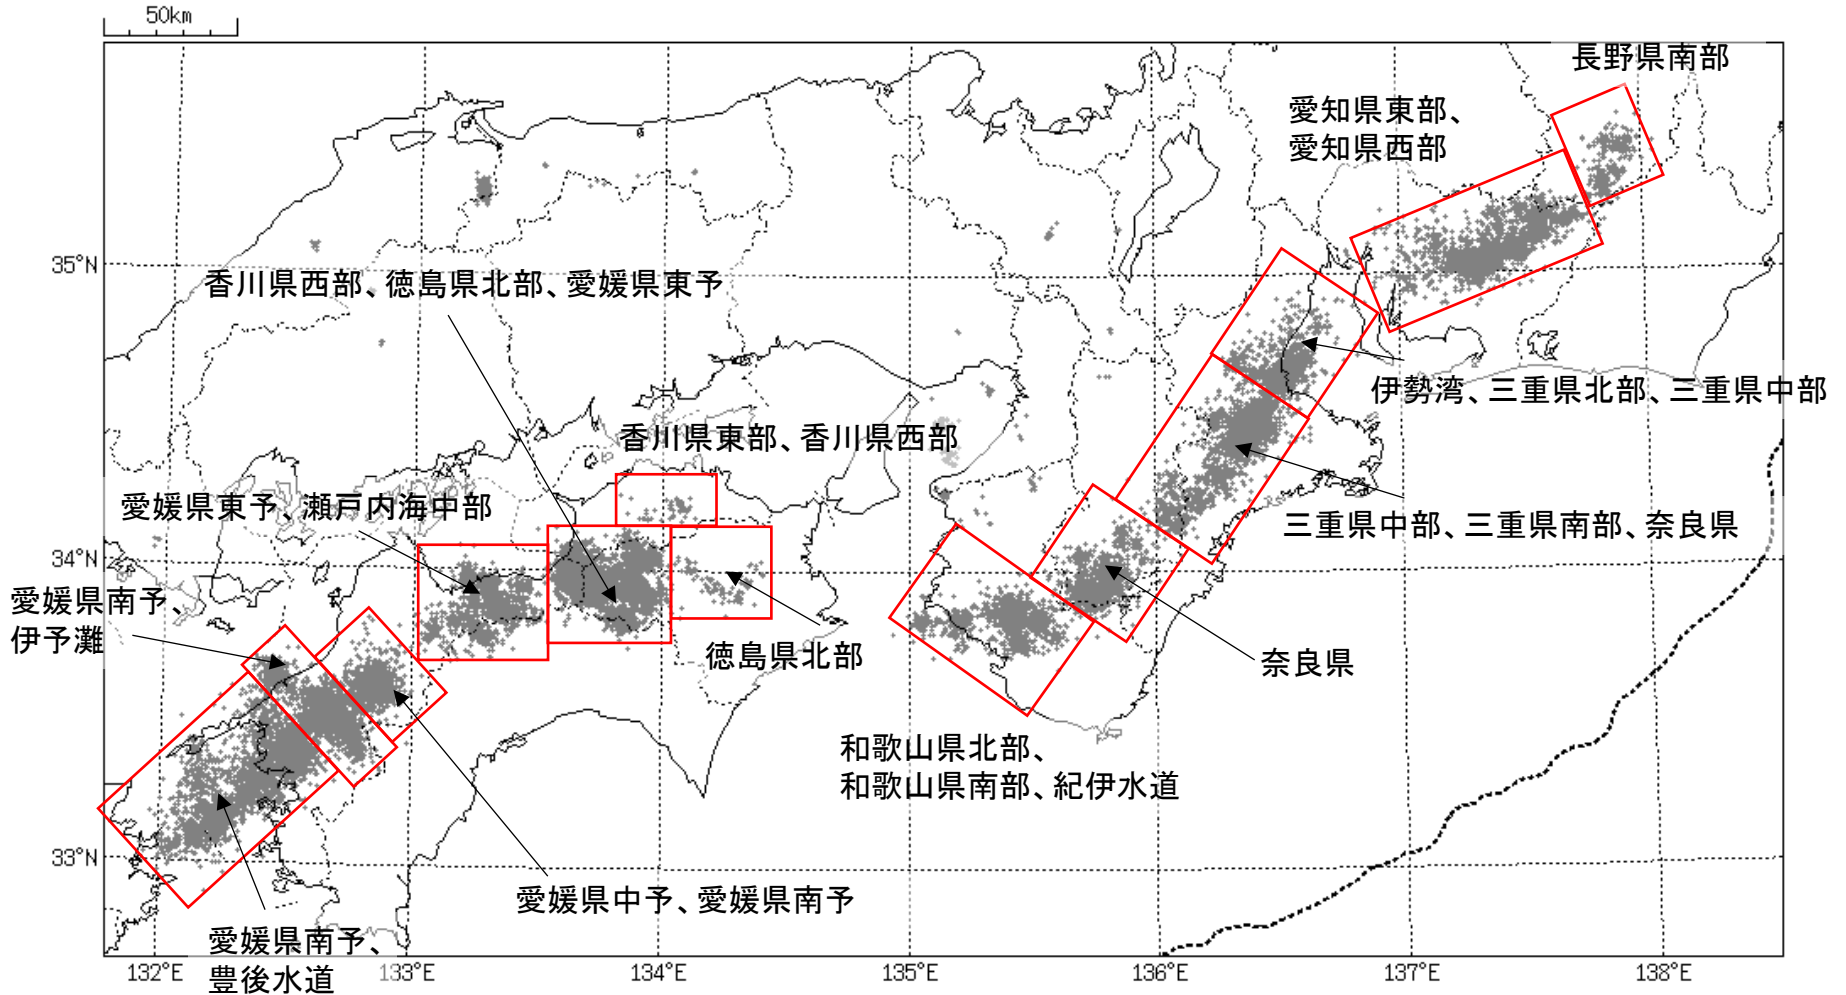 50km
長野県南部
愛知県東部、
愛知県西部
35°N
香川県西部、徳島県北部、愛媛県東予
伊勢湾、三重県北部、三重県中部
香川県東部、香川県西部
愛媛県東予、瀬戸内海中部
三重県中部、三重県南部、奈良県
34°N
愛媛県南予、
伊予灘
徳島県北部
奈良県
和歌山県北部、
和歌山県南部、紀伊水道
33°N
愛媛県中予、愛媛県南予
愛媛県南予、
豊後水道
132°E
133°E
134°E
135°E
136°E
137°E
138°E